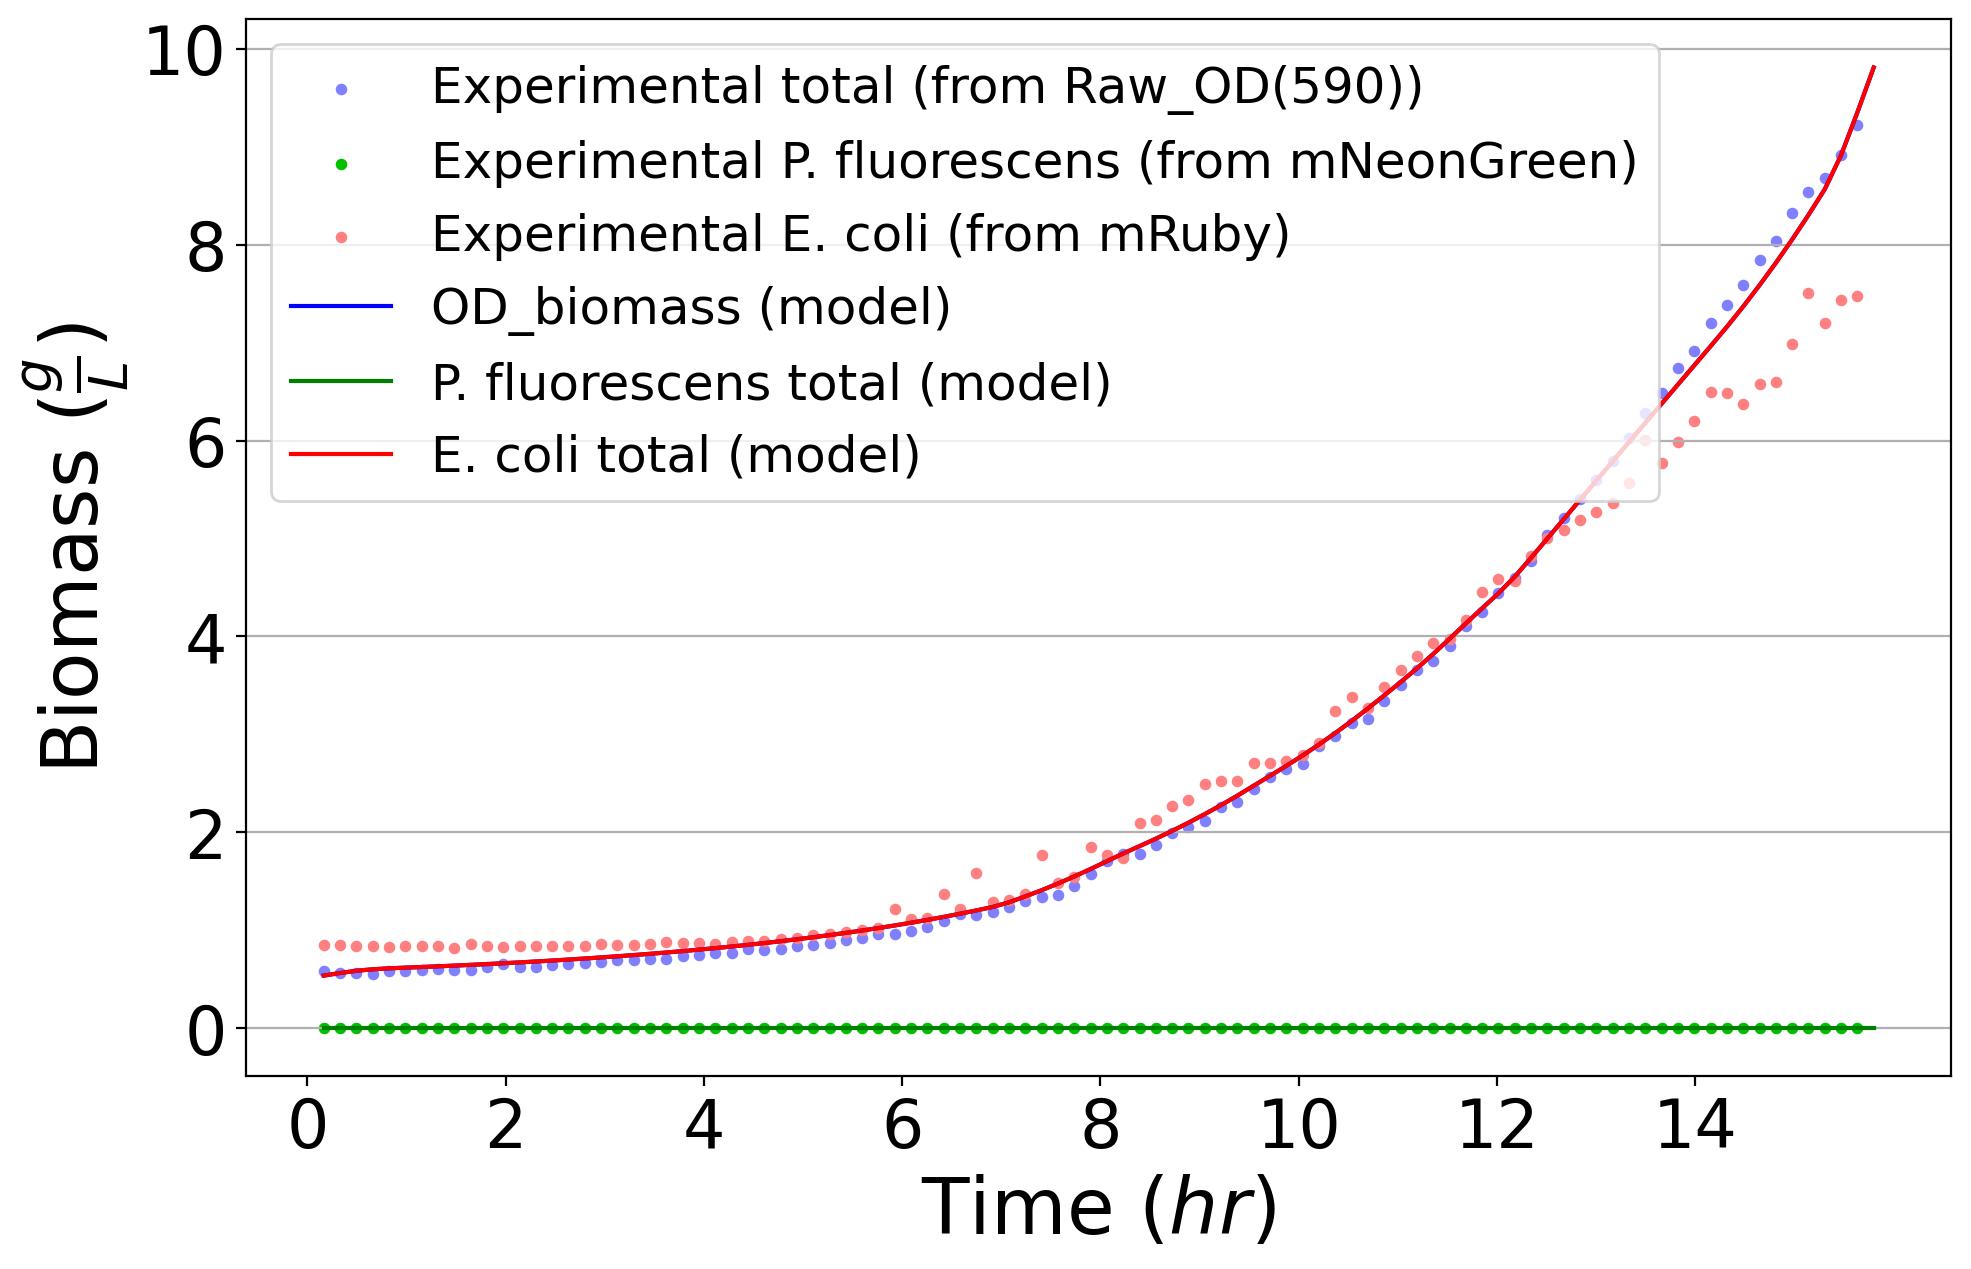 10
8
6
4
2
0
Biomass (g/L)
Experimental total (from Raw_OD(590))
Experimental P. fluorescens (from mNeonGreen)
Experimental E. coli (from mRuby)
OD_biomass (model)
P. fluorescens total (model)
E. coli total (model)
0 2 4 6 8 10 12 14
Time (hr)